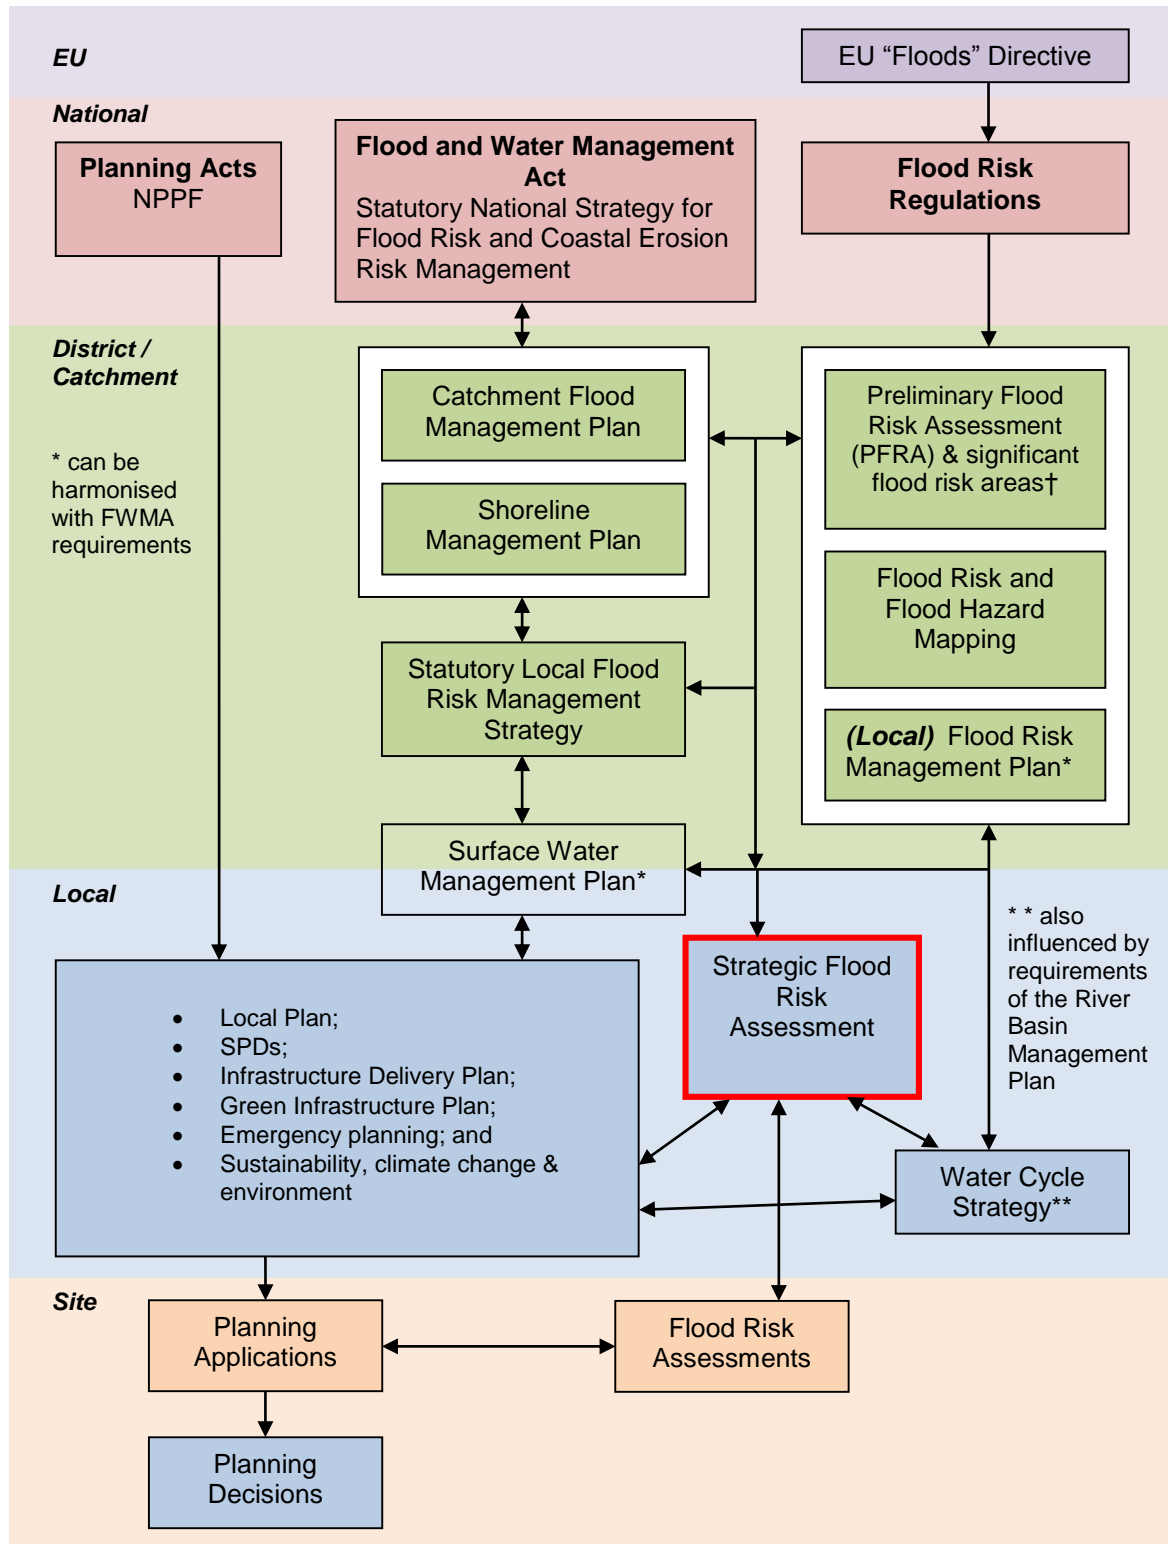 EU
EU “Floods” Directive
National
Planning Acts
NPPF
Flood and Water Management
Act
Statutory National Strategy for
Flood Risk and Coastal Erosion
Risk Management
Flood Risk
Regulations
District /
Catchment
* can be
harmonised
with FWMA
requirements
Catchment Flood
Management Plan
Shoreline
Management Plan
Preliminary Flood
Risk Assessment
(PFRA) & significant
flood risk areas†
Flood Risk and
Flood Hazard
Mapping
(Local) Flood Risk
Management Plan*
Statutory Local Flood
Risk Management
Strategy
Surface Water
Management Plan*
Local
* * also
influenced by
requirements
of the River
Basin
Management
Plan
Strategic Flood
Risk
Assessment
• Local Plan;
• SPDs;
• Infrastructure Delivery Plan;
• Green Infrastructure Plan;
• Emergency planning; and
• Sustainability, climate change &
environment
Water Cycle
Strategy**
Site
Planning
Applications
Flood Risk
Assessments
Planning
Decisions